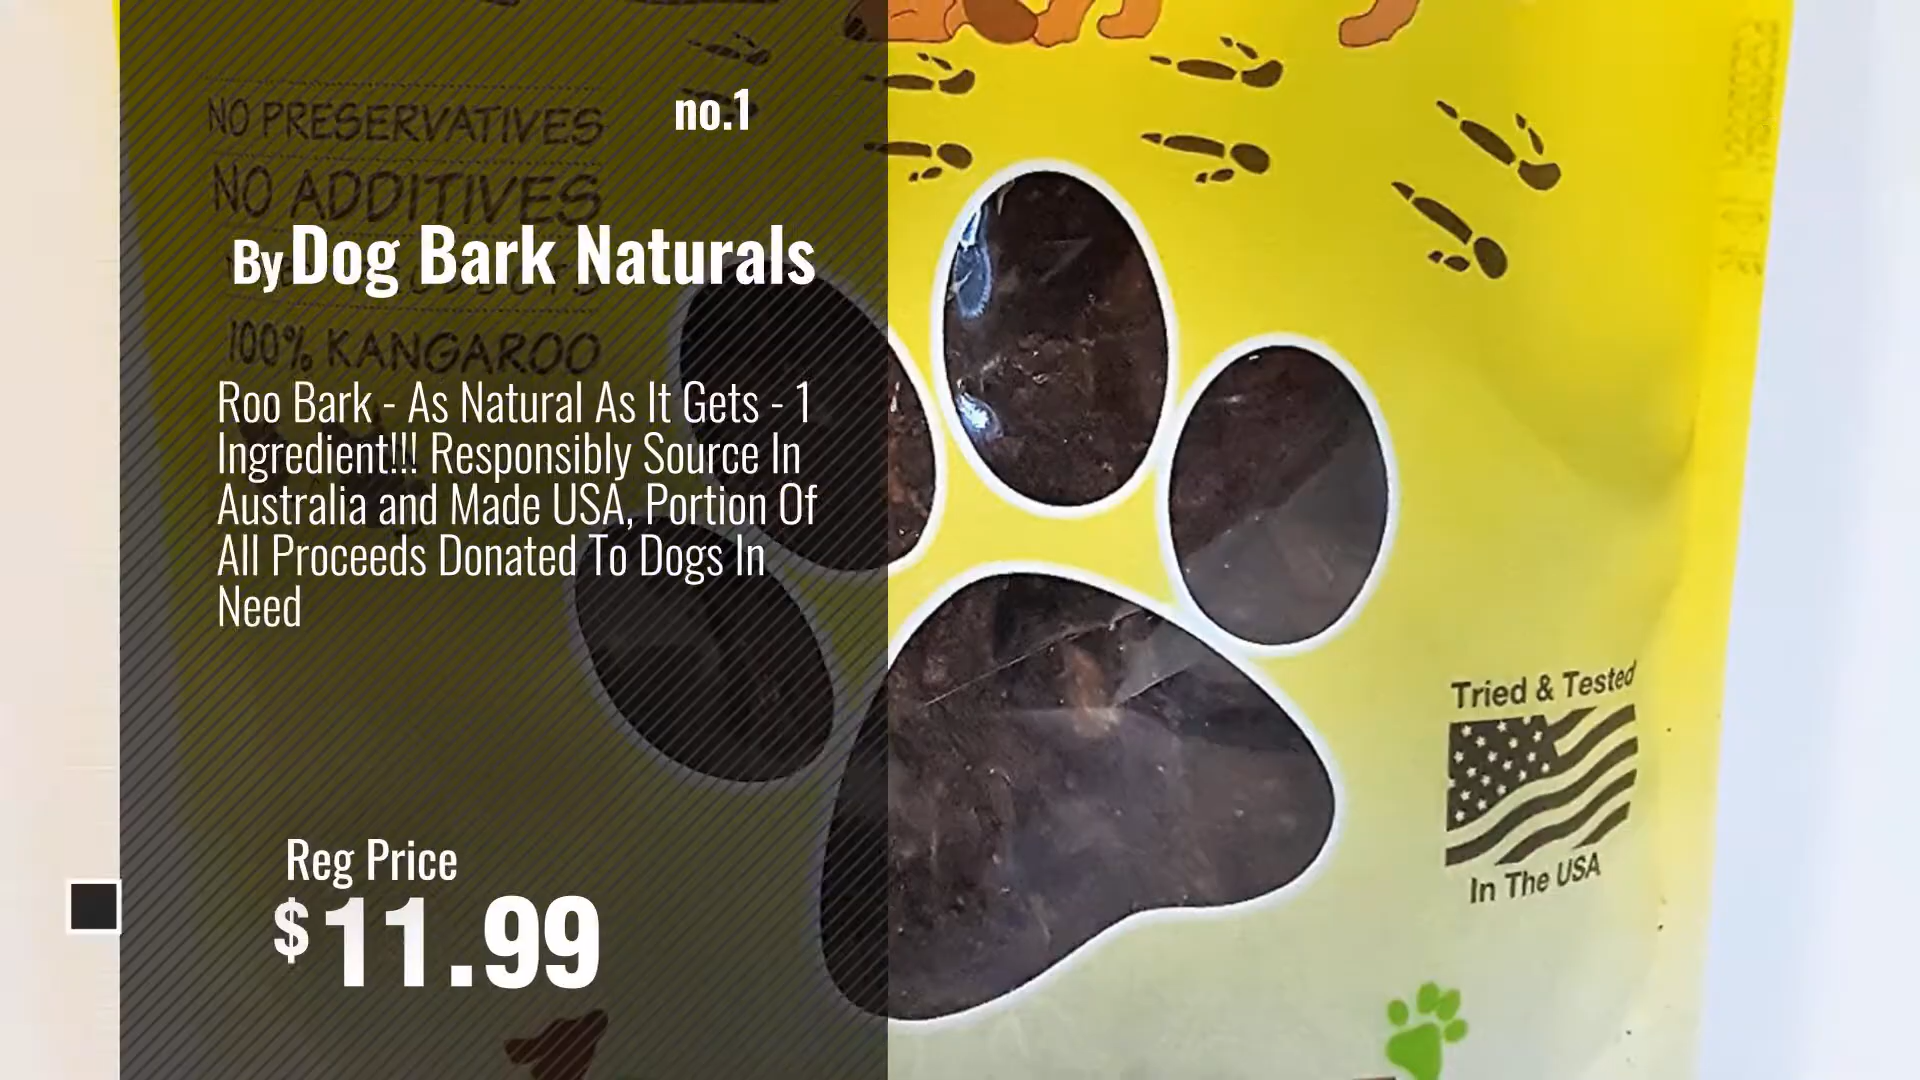 no.1
NO PRESERVATIVES
NO ADDITIVES
By Dog Bark Naturals
100% KANGAROO
Roo Bark - As Natural As It Gets - 1
Ingredient!!! Responsibly Source In
Australia and Made USA, Portion Of
All Proceeds Donated To Dogs In
Need
Tried & Tested
In The USA
Reg Price
$11.99